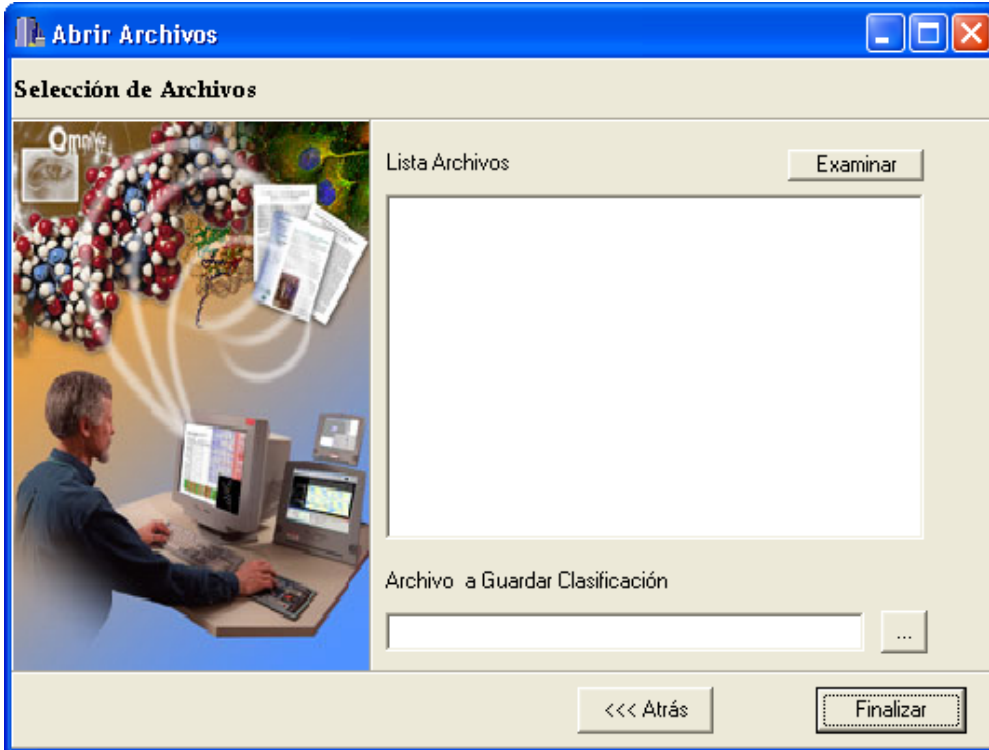 Abrir Archivos
Selección de Archivos
Lista Archivos
Examinar
Archivo a Guardar Clasificación
...
<<< Atrás
Finalizar